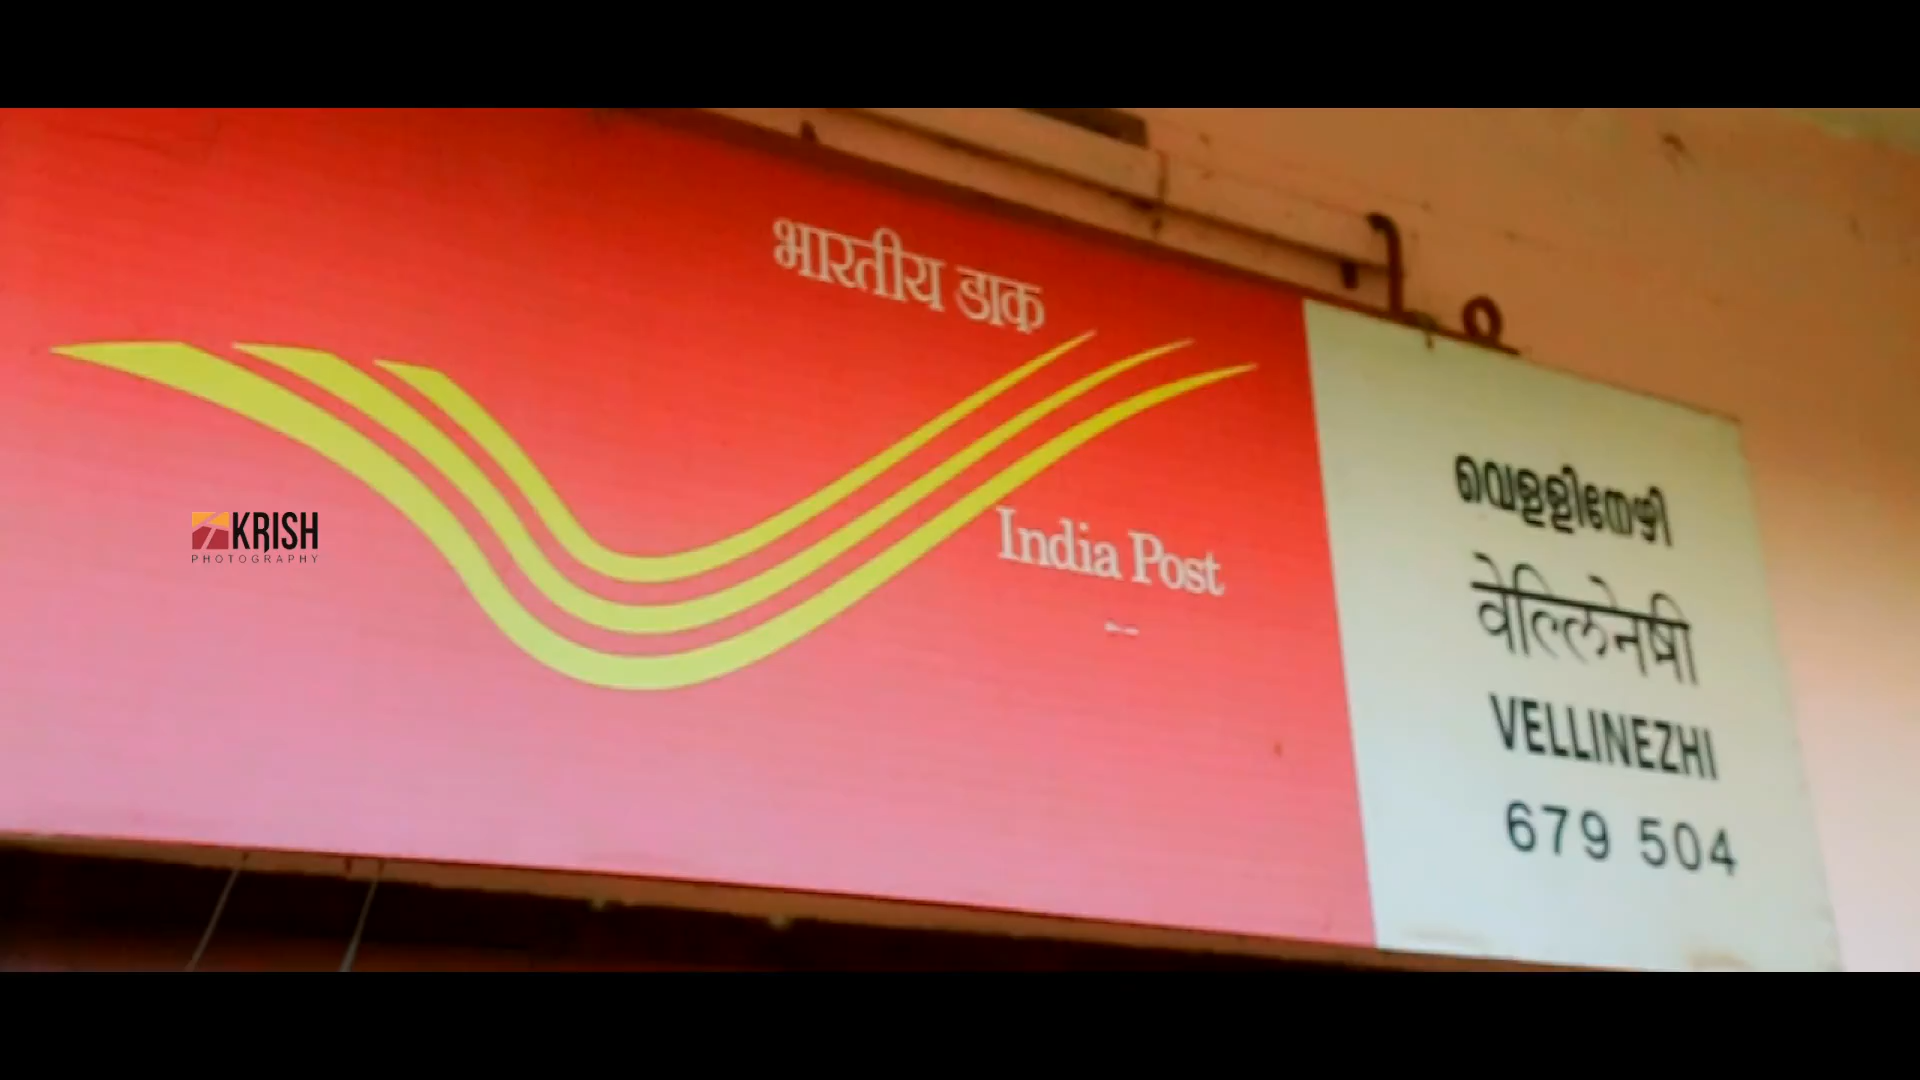 भारतीय डाक
India Post
KRISH
PHOTOGRAPHY
വെള്ളിനേഴി
वेल्लिनेषी
VELLINEZHI
679 504